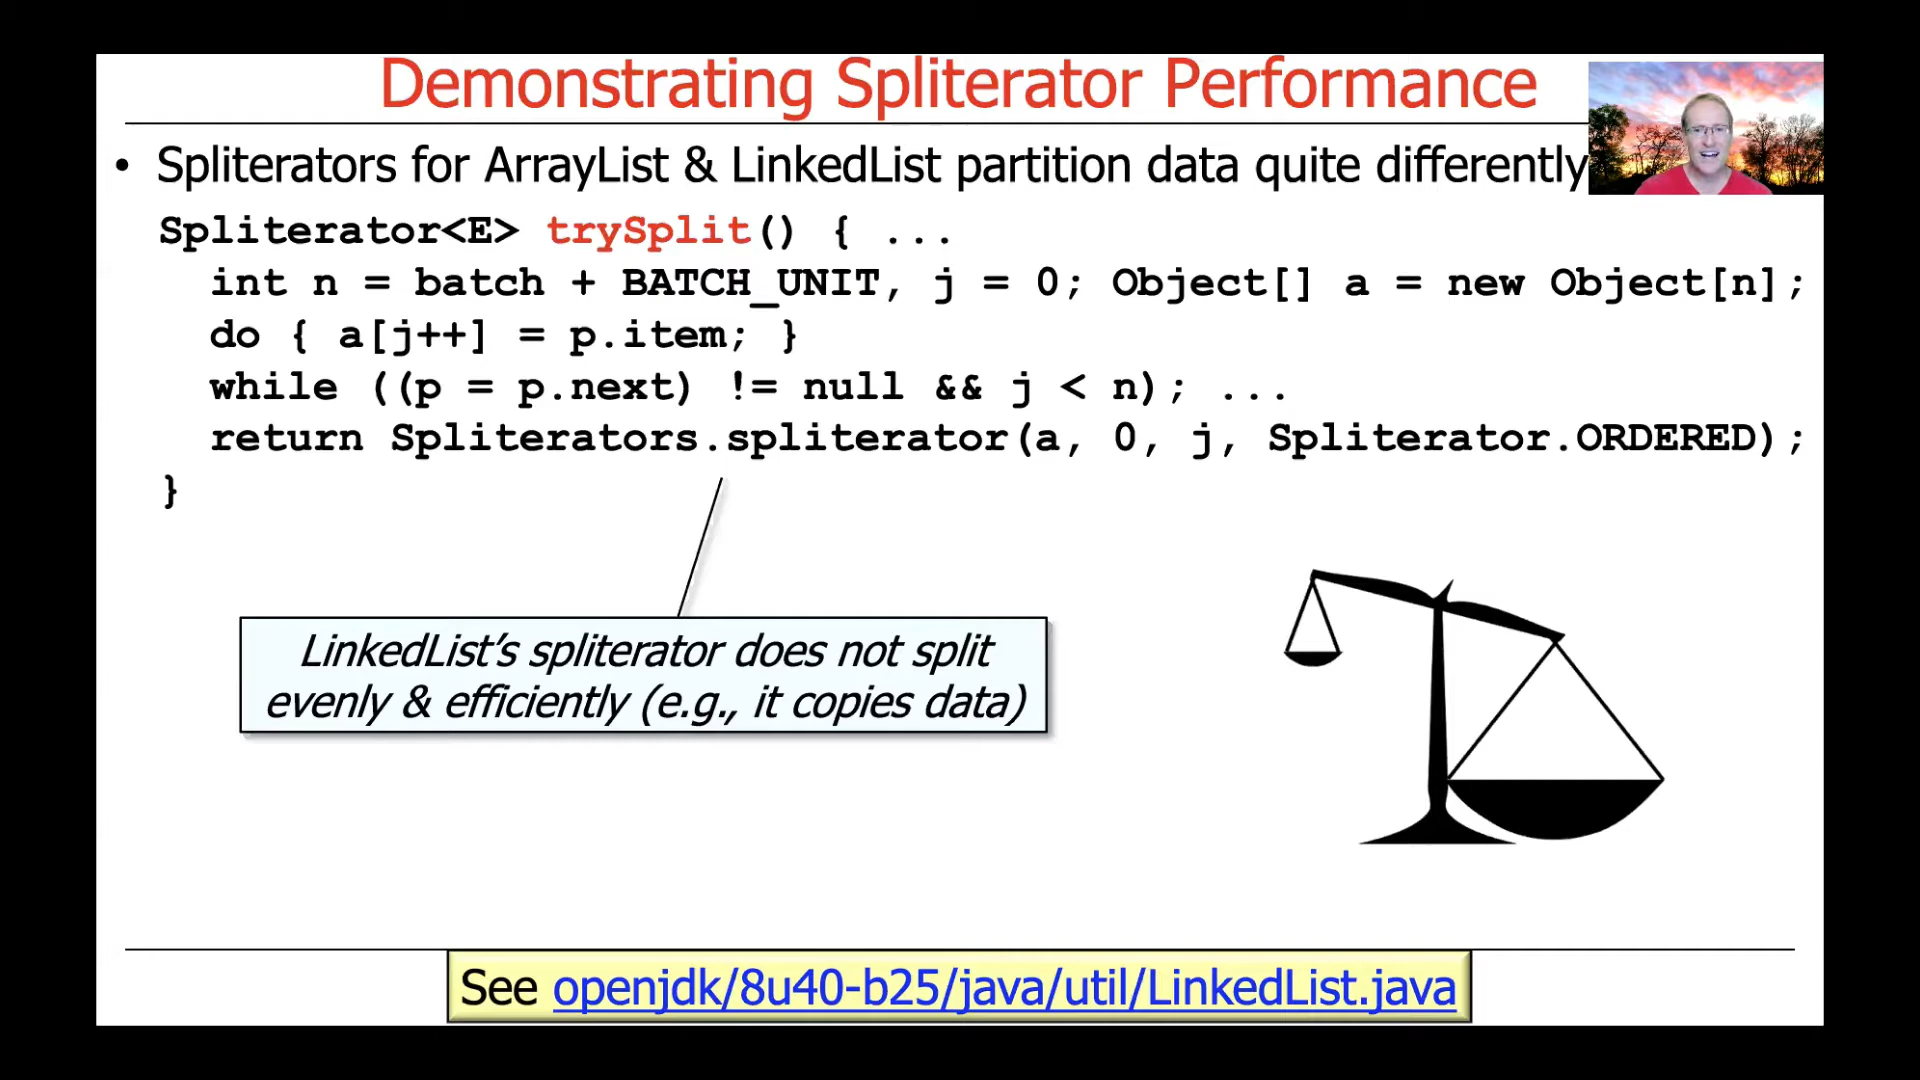 Demonstrating Spliterator Performance
• Spliterators for ArrayList & LinkedList partition data quite differently
Spliterator<E> trySplit() { ...
int n = batch + BATCH_UNIT, j = 0; Object[] a = new Object[n];
do { a[j++] = p.item; }
while ((p = p.next) != null && j < n); ...
return Spliterators.spliterator(a, 0, j, Spliterator.ORDERED);
}
LinkedList’s spliterator does not split
evenly & efficiently (e.g., it copies data)
See openjdk/8u40-b25/java/util/LinkedList.java